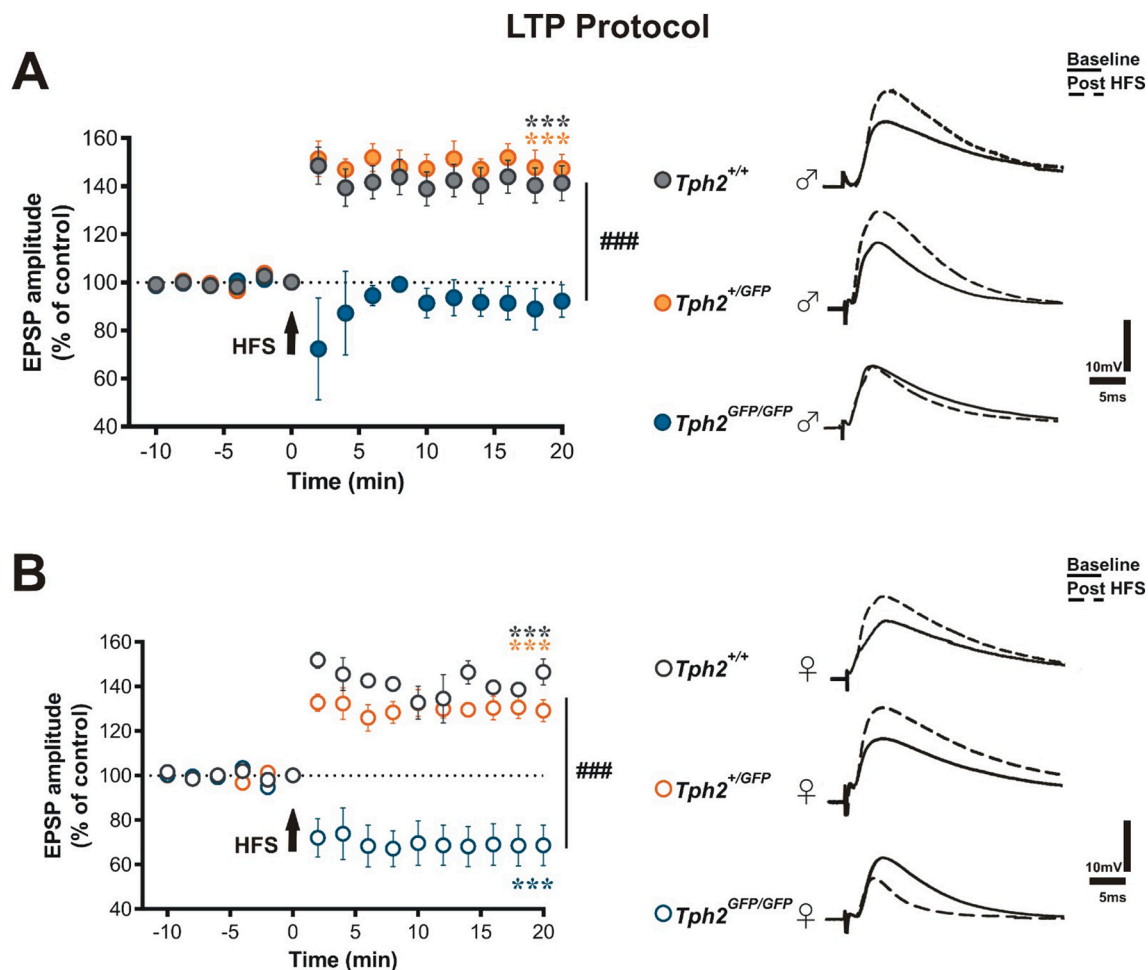 LTP Protocol
A
Baseline
Post HFS
160
140
120
100
80
60
40
EPSP amplitude
(% of control)
***
***
###
HFS
-10
-5
0
5
10
15
20
Time (min)
Tph2+/+ ♂
Tph2+/GFP ♂
Tph2GFP/GFP ♂
10mV
5ms
B
Baseline
Post HFS
160
140
120
100
80
60
40
EPSP amplitude
(% of control)
***
***
###
HFS
***
-10
-5
0
5
10
15
20
Time (min)
Tph2+/+ ♀
Tph2+/GFP ♀
Tph2GFP/GFP ♀
10mV
5ms